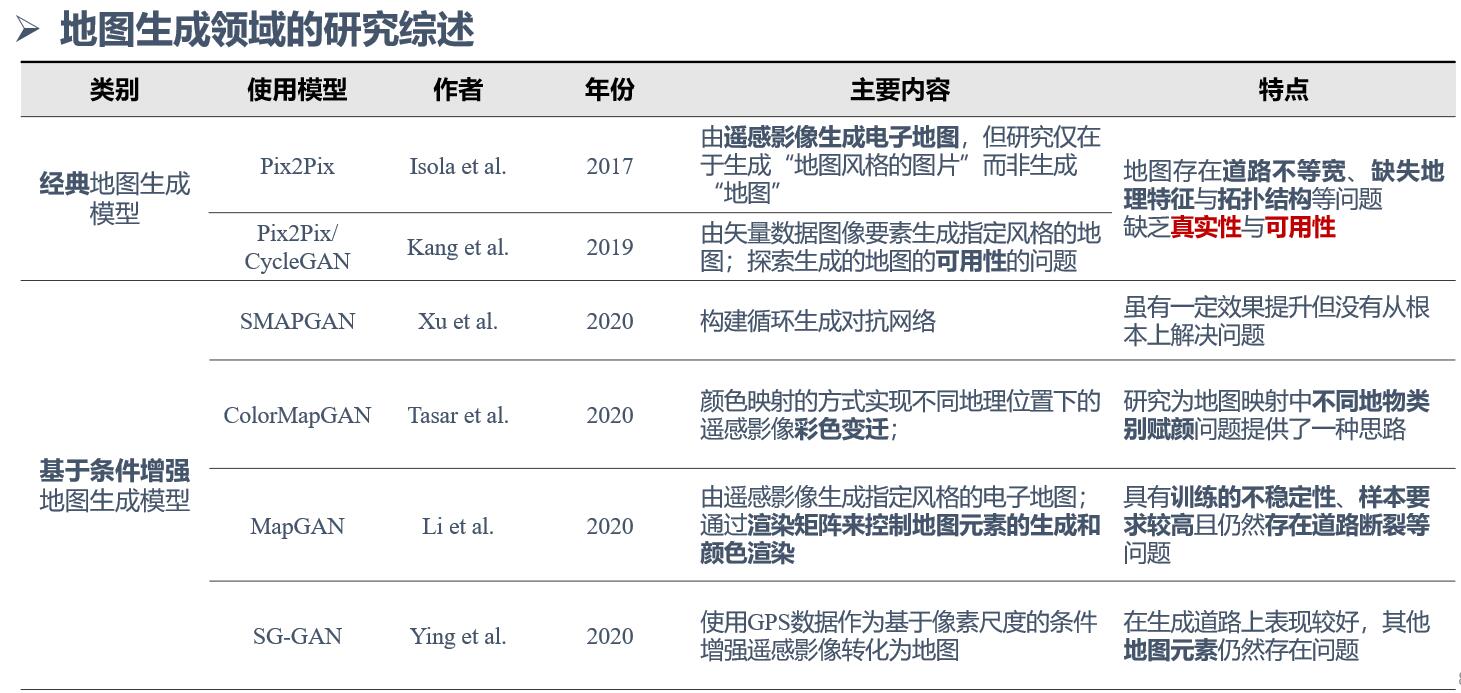 地图生成领域的研究综述
类别 使用模型 作者 年份 主要内容 特点
经典地图生成
模型
Pix2Pix Isola et al. 2017
由遥感影像生成电子地图，但研究仅在
于生成“地图风格的图片”而非生成
“地图”
地图存在道路不等宽、缺失地
理特征与拓扑结构等问题
缺乏真实性与可用性
Pix2Pix/
CycleGAN
Kang et al. 2019
由矢量数据图像要素生成指定风格的地
图；探索生成的地图的可用性的问题
基于条件增强
地图生成模型
SMAPGAN Xu et al. 2020 构建循环生成对抗网络
虽有一定效果提升但没有从根
本上解决问题
ColorMapGAN Tasar et al. 2020
颜色映射的方式实现不同地理位置下的
遥感影像彩色变迁；
研究为地图映射中不同地物类
别赋颜问题提供了一种思路
MapGAN Li et al. 2020
由遥感影像生成指定风格的电子地图；
通过渲染矩阵来控制地图元素的生成和
颜色渲染
具有训练的不稳定性、样本要
求较高且仍然存在道路断裂等
问题
SG-GAN Ying et al. 2020
使用GPS数据作为基于像素尺度的条件
增强遥感影像转化为地图
在生成道路上表现较好，其他
地图元素仍然存在问题